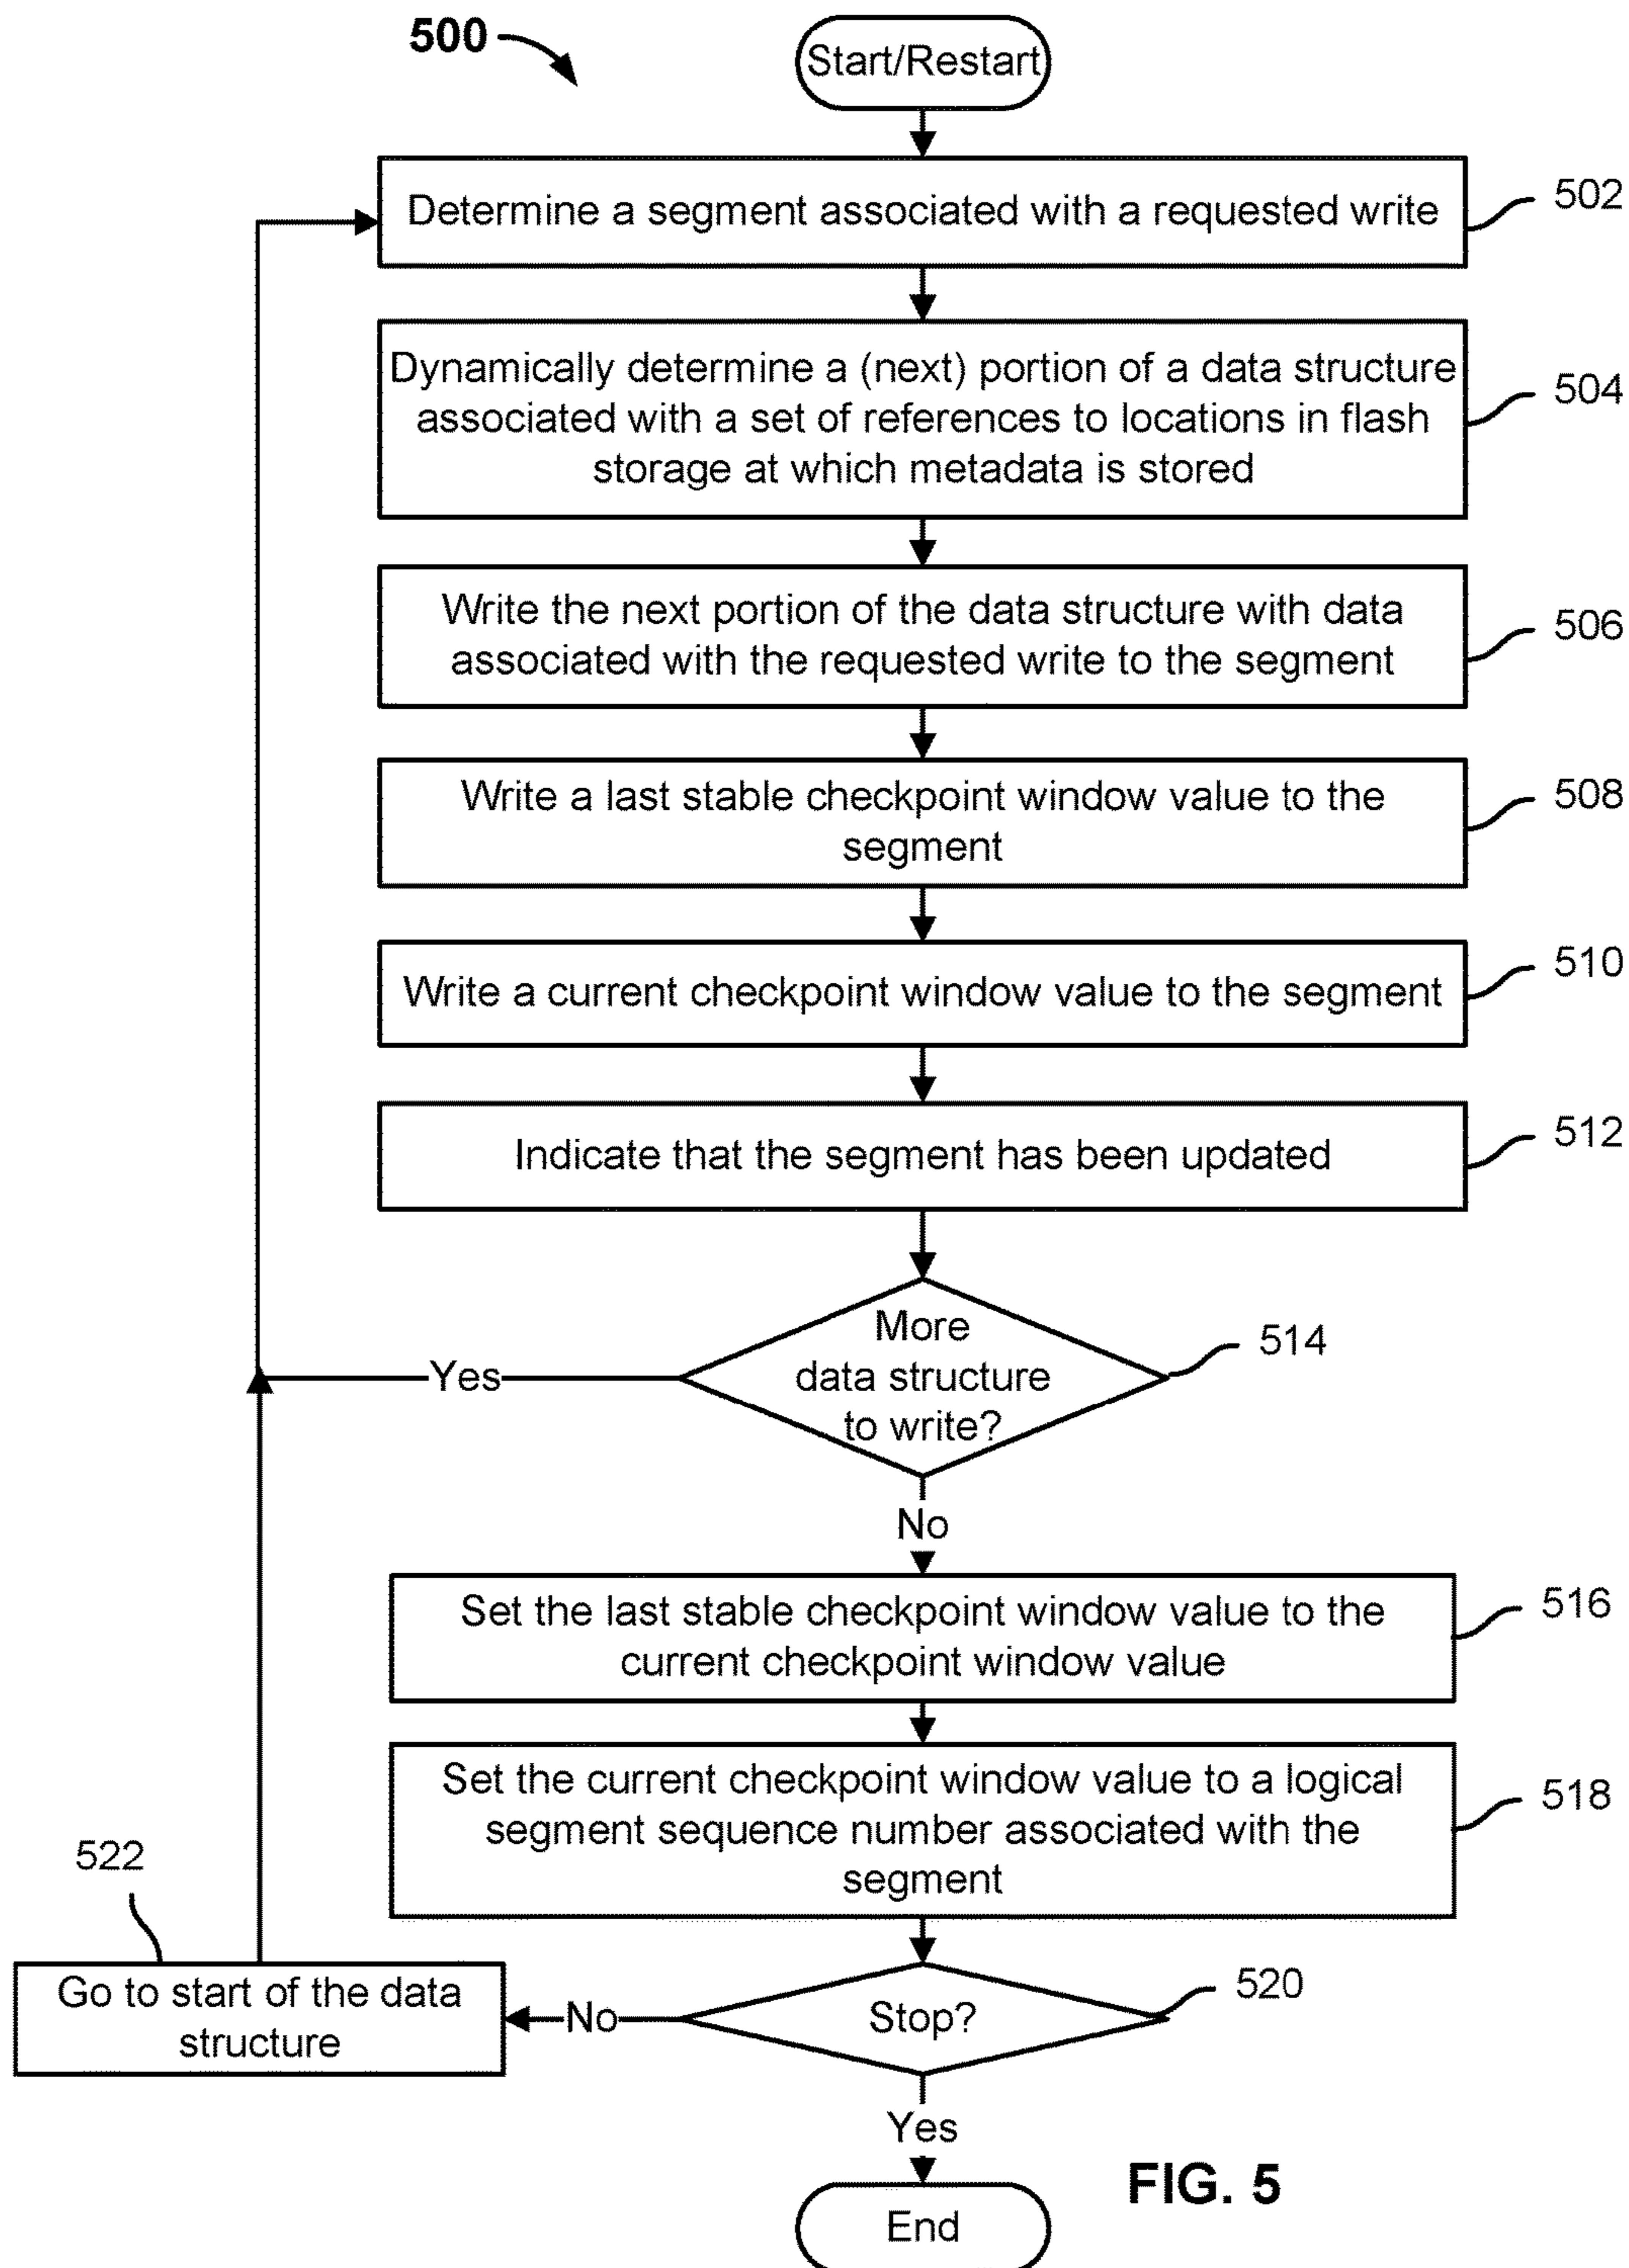 500
Start/Restart
Determine a segment associated with a requested write
502
Dynamically determine a (next) portion of a data structure
associated with a set of references to locations in flash
storage at which metadata is stored
504
Write the next portion of the data structure with data
associated with the requested write to the segment
506
Write a last stable checkpoint window value to the
segment
508
Write a current checkpoint window value to the segment
510
Indicate that the segment has been updated
512
More
data structure
to write?
514
Yes
No
Set the last stable checkpoint window value to the
current checkpoint window value
516
Set the current checkpoint window value to a logical
segment sequence number associated with the
segment
518
522
Go to start of the data
structure
No
Stop?
520
Yes
End
FIG. 5